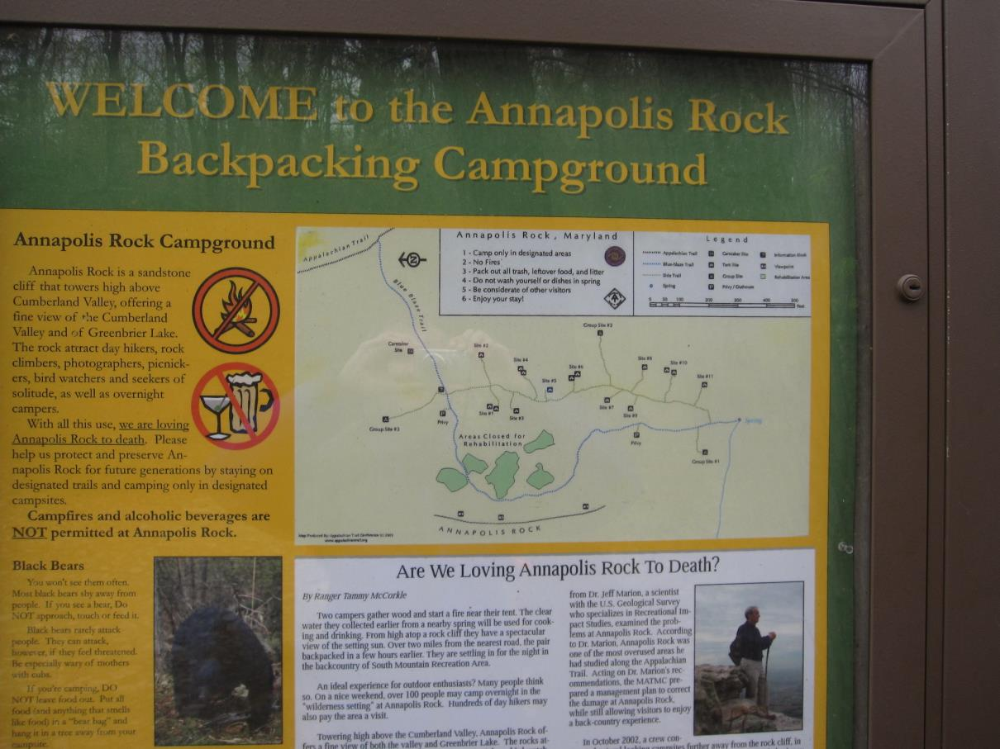 WELCOME to the Annapolis Rock
Backpacking Campground
Annapolis Rock Campground
Annapolis Rock is a sandstone
cliff that towers high above
Cumberland Valley, offering a
fine view of the Cumberland
Valley and of Greenbrier Lake.
The rock attract day hikers, rock
climbers, photographers, picnick-
ers, bird watchers and seekers of
solitude, as well as overnight
campers.
With all this use, we are loving
Annapolis Rock to death. Please
help us protect and preserve An-
napolis Rock for future generations by staying on
designated trails and camping only in designated
campsites.
Campfires and alcoholic beverages are
NOT permitted at Annapolis Rock.
Black Bears
You won't see them often.
Most black bears shy away from
people. If you see a bear, Do
NOT approach, touch or feed it.
Black bears rarely attack
people. They can attack,
however, if they feel threatened.
Be especially wary of mothers
with cubs.
If you're camping, DO
NOT leave food out. Put all
food (and anything that smells
like food) in a "bear bag" and
hang it in a tree away from your
campsite.
Annapolis Rock, Maryland
1 - Camp only in designated areas
2 - No Fires
3 - Pack out all trash, leftover food, and litter
4 - Do not wash yourself or dishes in spring
5 - Be considerate of other visitors
6 - Enjoy your stay!
Legend
Appalachian Trail
Blue-blaze Trail
Side Trail
Spring
Caretaker Site
Tent Site
Group Site
Privy / Outhouse
Information Kiosk
Viewpoint
Rehabilitation Area
0 50 100 200 300 400 500
feet
Appalachian Trail
N
Blue Blaze Trail
Caretaker
Site
Site #2
Site #4
Site #5
Site #6
Group Site #2
Site #8
Site #10
Site #11
Group Site #3
Privy
Site #1
Site #3
Site #7
Site #9
Privy
Spring
Group Site #1
Areas Closed for
Rehabilitation
ANNAPOLIS ROCK
Map Produced By: Appalachian Trail Conference (c) 2003
www.appalachiantrail.org
Are We Loving Annapolis Rock To Death?
By Ranger Tammy McCorkle
Two campers gather wood and start a fire near their tent. The clear
water they collected earlier from a nearby spring will be used for cook-
ing and drinking. From high atop a rock cliff they have a spectacular
view of the setting sun. Over two miles from the nearest road, the pair
backpacked in a few hours earlier. They are settling in for the night in
the backcountry of South Mountain Recreation Area.
An ideal experience for outdoor enthusiasts? Many people think
so. On a nice weekend, over 100 people may camp overnight in the
"wilderness setting" at Annapolis Rock. Hundreds of day hikers may
also pay the area a visit.
Towering high above the Cumberland Valley, Annapolis Rock of-
fers a fine view of both the valley and Greenbrier Lake. The rocks at-
from Dr. Jeff Marion, a scientist
with the U.S. Geological Survey
who specializes in Recreational Im-
pact Studies, examined the prob-
lems at Annapolis Rock. According
to Dr. Marion, Annapolis Rock was
one of the most overused areas he
had studied along the Appalachian
Trail. Acting on Dr. Marion's rec-
ommendations, the MATMC pre-
pared a management plan to correct
the damage at Annapolis Rock,
while still allowing visitors to enjoy
a back-country experience.
In October 2002, a crew con-
campsites further away from the rock cliff, in